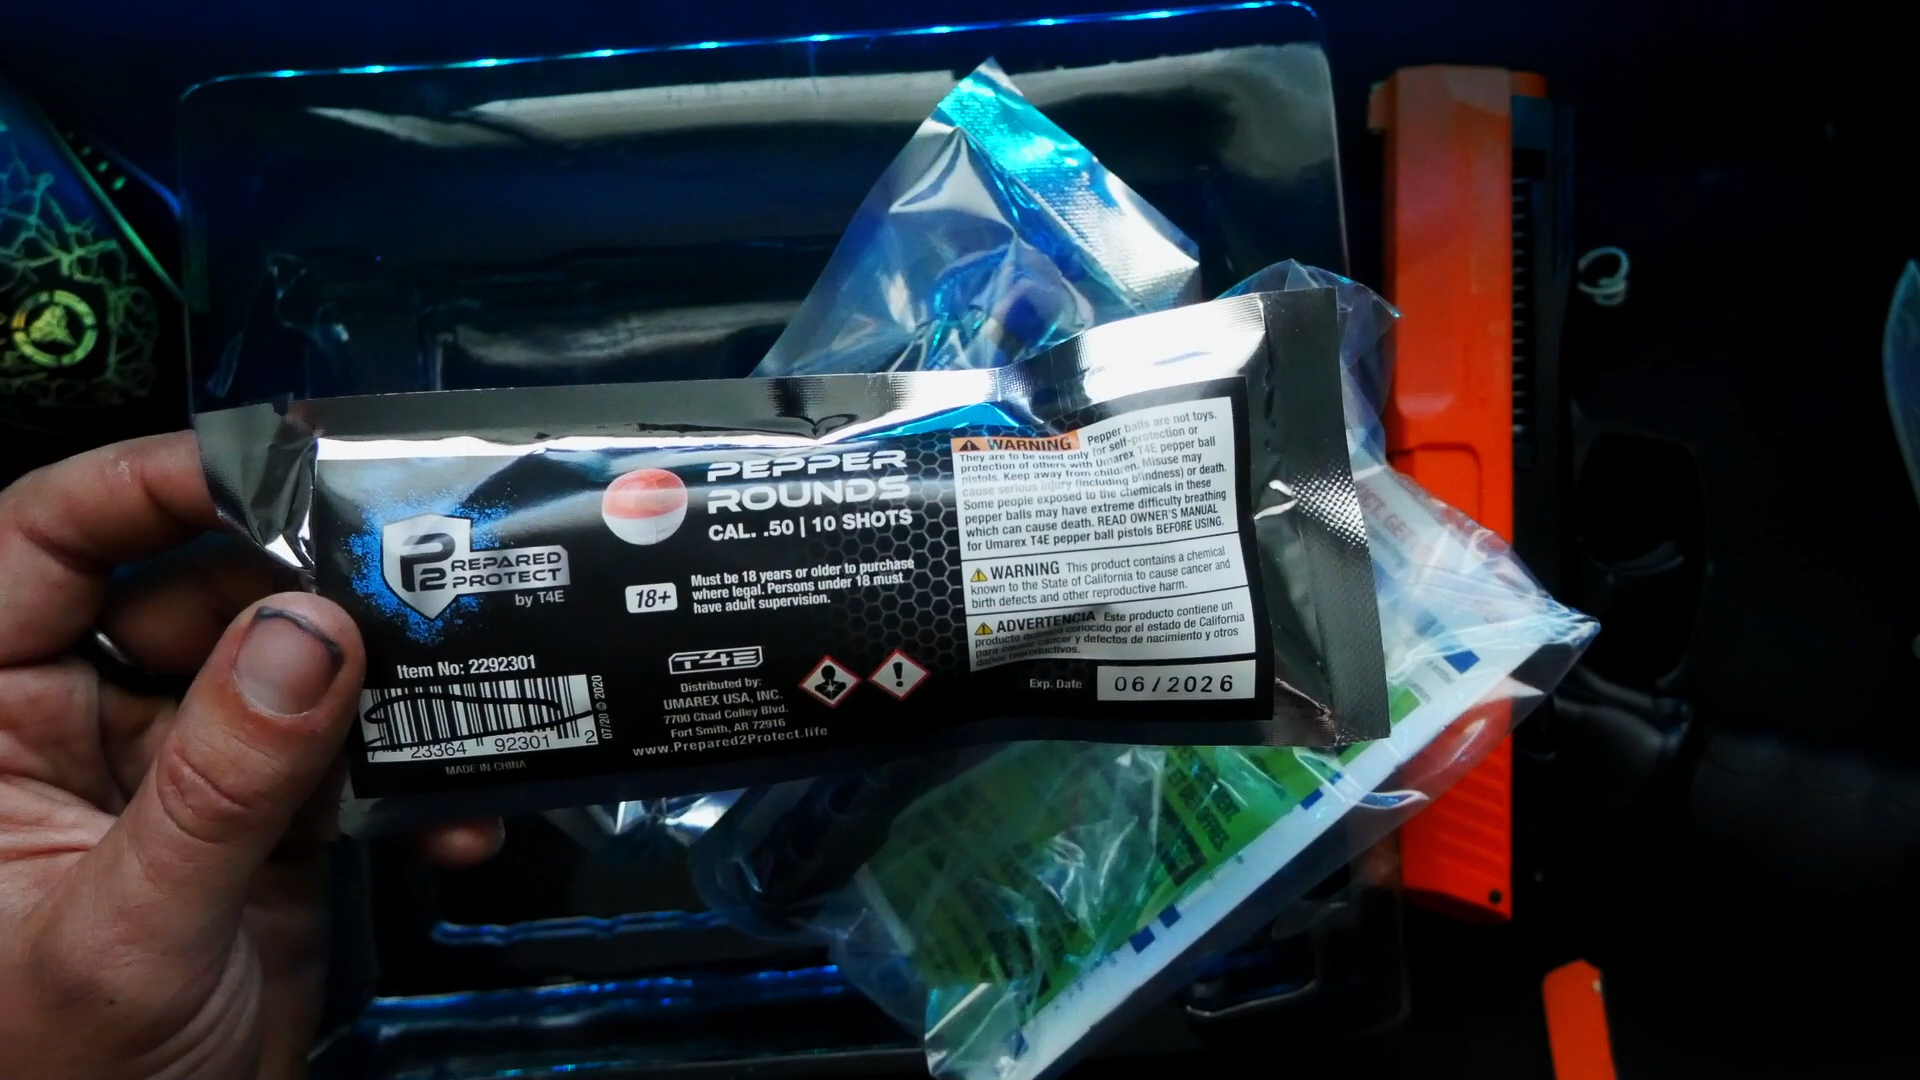 P2
REPARED
PROTECT
by T4E
PEPPER
ROUNDS
CAL. .50 | 10 SHOTS
18+
Must be 18 years or older to purchase
where legal. Persons under 18 must
have adult supervision.
Item No: 2292301
23364 92301 2
07/20 © 2020
MADE IN CHINA
T4E
Distributed by:
UMAREX USA, INC.
7700 Chad Colley Blvd.
Fort Smith, AR 72916
www.Prepared2Protect.life
WARNING Pepper balls are not toys.
They are to be used only for self-protection or
protection of others with Umarex T4E pepper ball
pistols. Keep away from children. Misuse may
cause serious injury (including blindness) or death.
Some people exposed to the chemicals in these
pepper balls may have extreme difficulty breathing
which can cause death. READ OWNER'S MANUAL
for Umarex T4E pepper ball pistols BEFORE USING.
WARNING This product contains a chemical
known to the State of California to cause cancer and
birth defects and other reproductive harm.
ADVERTENCIA Este producto contiene un
producto químico conocido por el estado de California
para causar cáncer y defectos de nacimiento y otros
daños reproductivos.
Exp. Date 06/2026